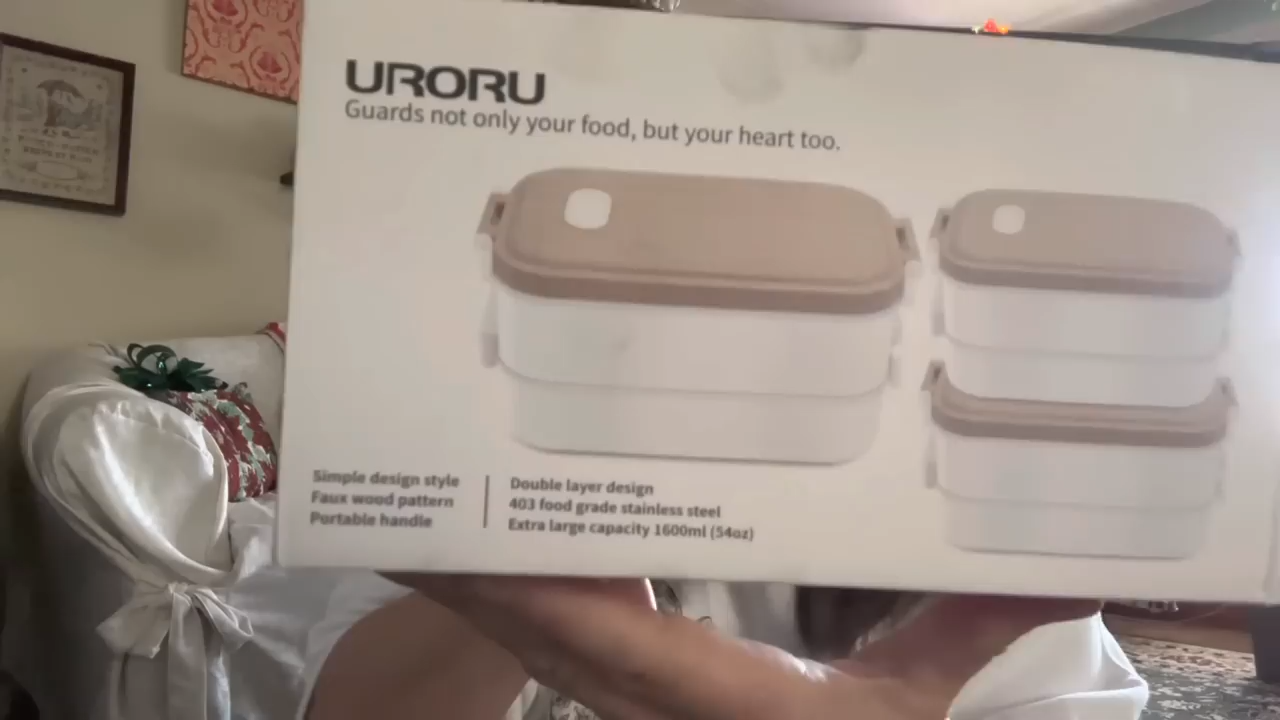 URORU
Guards not only your food, but your heart too.
Simple design style
Faux wood pattern
Portable handle
Double layer design
403 food grade stainless steel
Extra large capacity 1600ml (54oz)